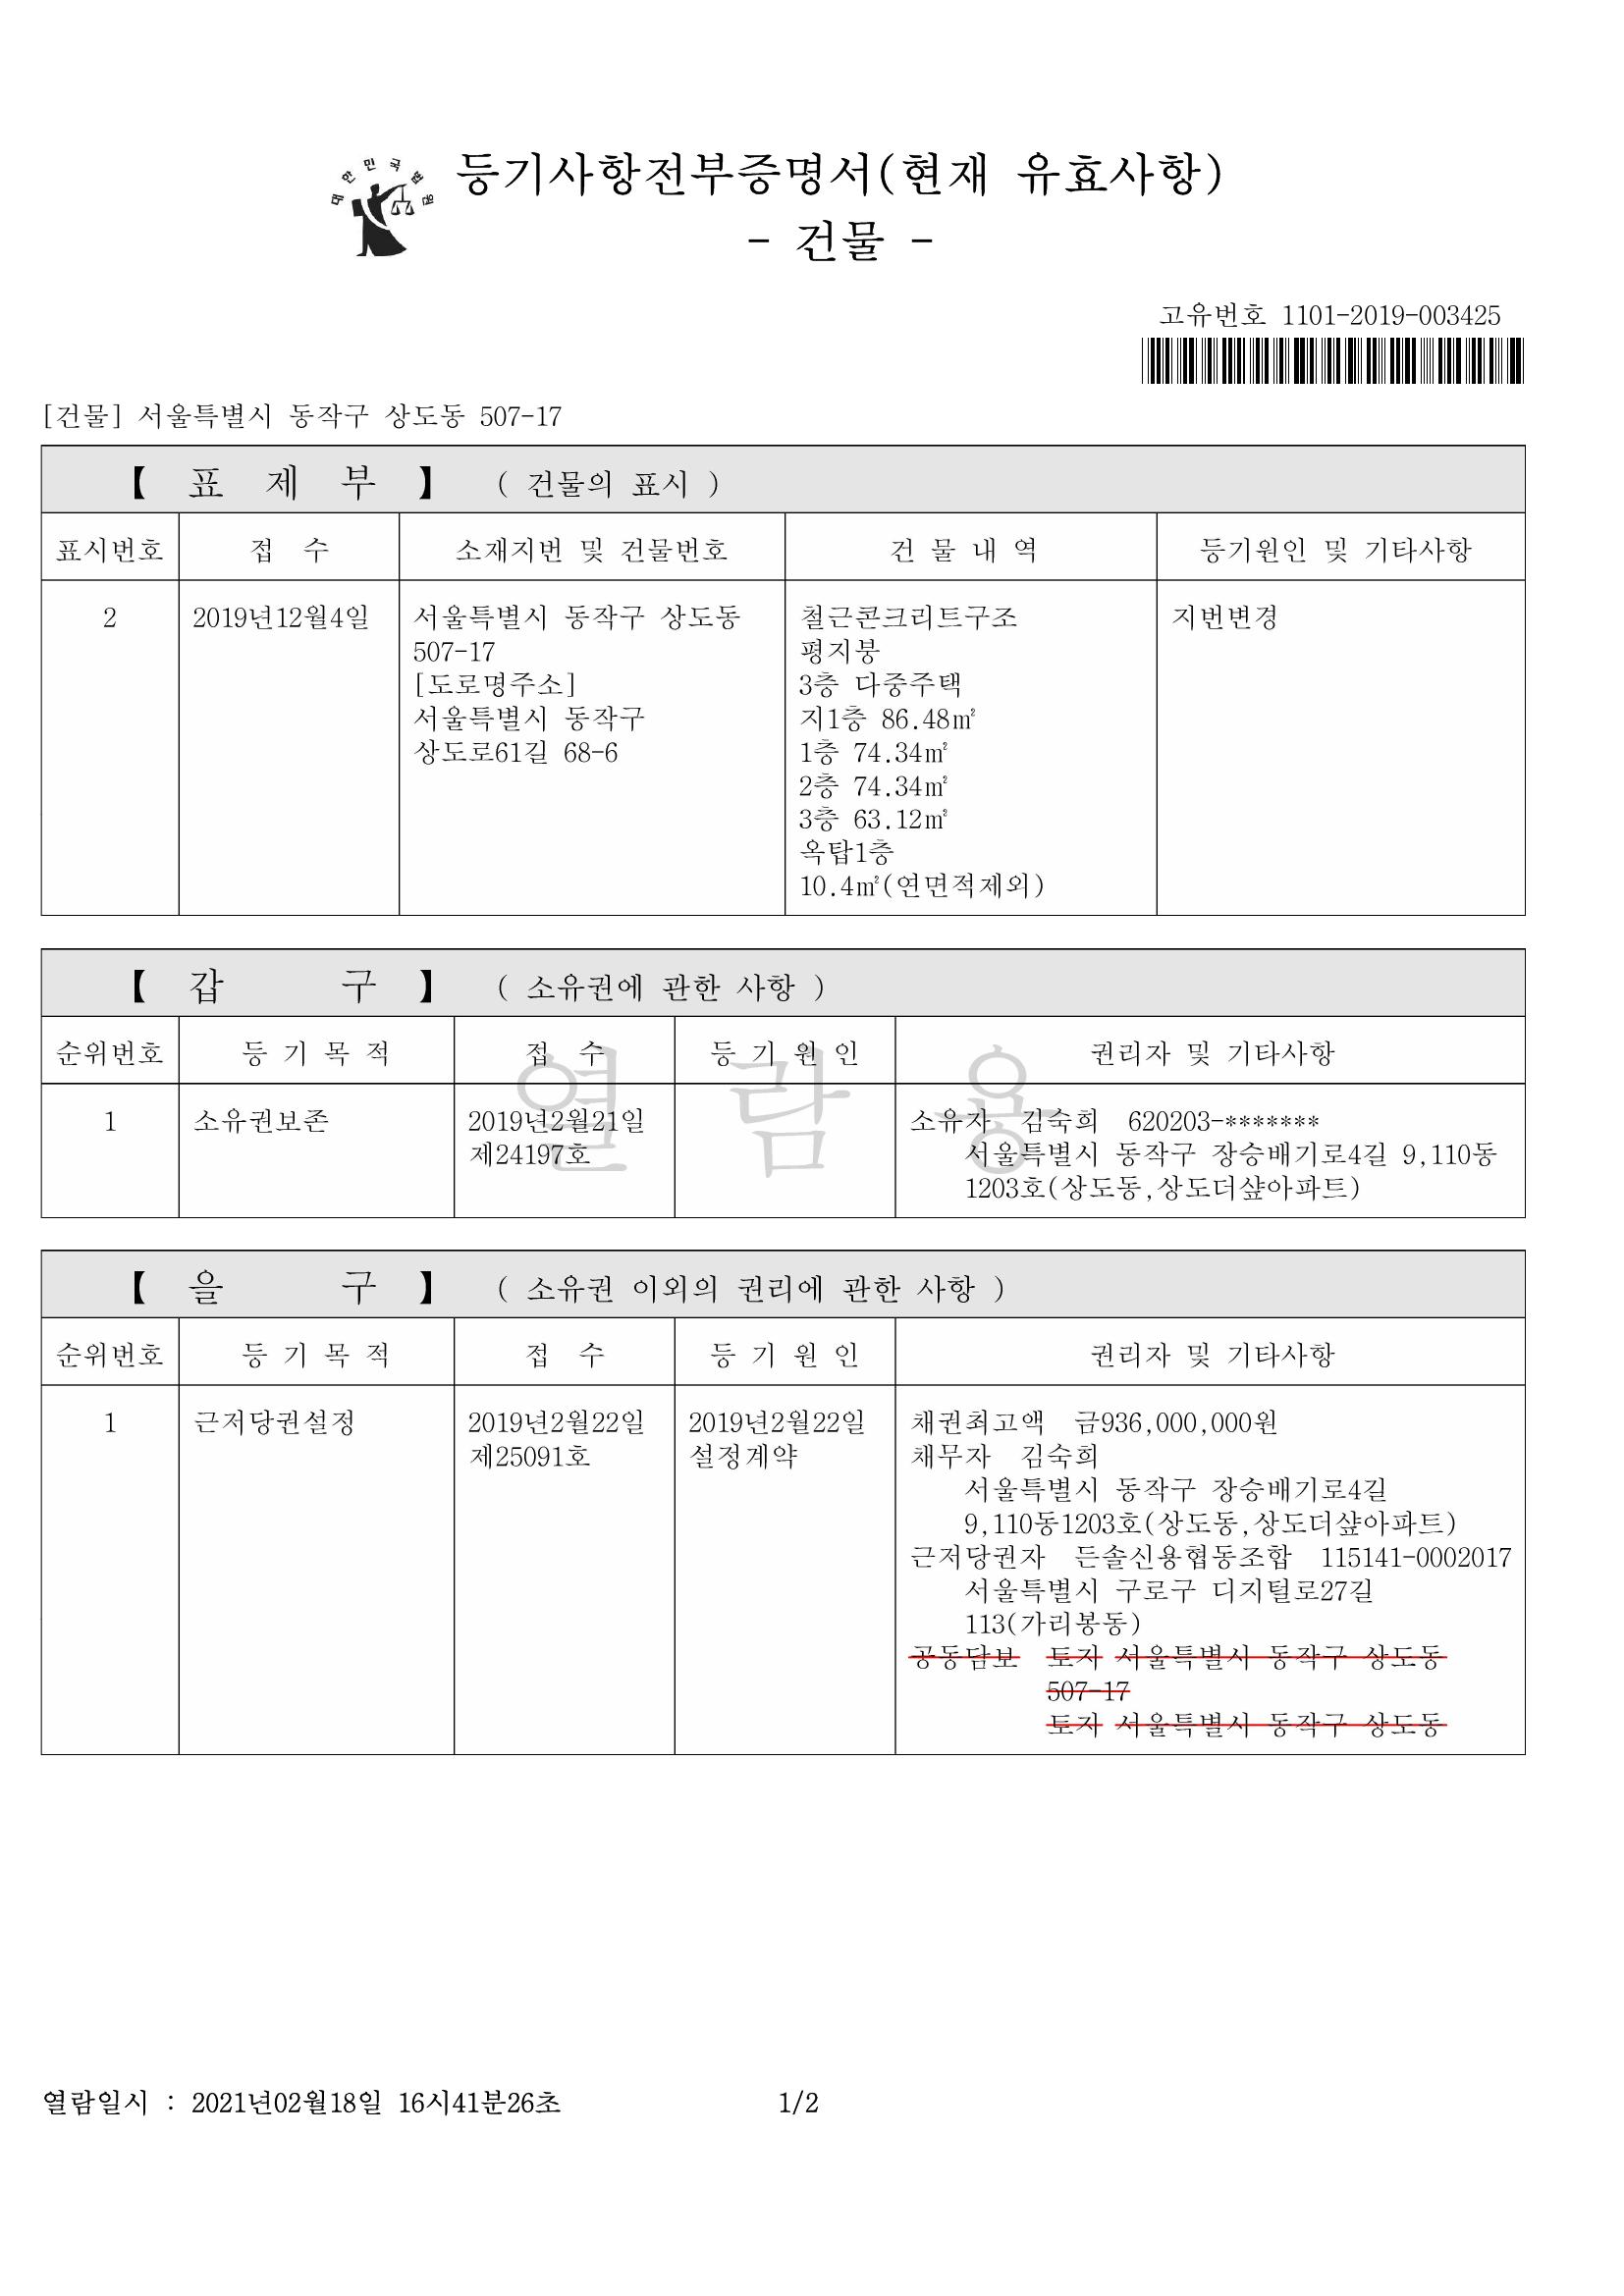 대한민국법원
등기사항전부증명서(현재 유효사항)
- 건물 -
고유번호 1101-2019-003425
[건물] 서울특별시 동작구 상도동 507-17
【 표 제 부 】 ( 건물의 표시 )
표시번호 접 수 소재지번 및 건물번호 건 물 내 역 등기원인 및 기타사항
2 2019년12월4일 서울특별시 동작구 상도동 철근콘크리트구조 지번변경
507-17 평지붕
[도로명주소] 3층 다중주택
서울특별시 동작구 지1층 86.48㎡
상도로61길 68-6 1층 74.34㎡
2층 74.34㎡
3층 63.12㎡
옥탑1층
10.4㎡(연면적제외)
【 갑 구 】 ( 소유권에 관한 사항 )
순위번호 등 기 목 적 접 수 등 기 원 인 권리자 및 기타사항
열 람 용
1 소유권보존 2019년2월21일 소유자 김숙희 620203-*******
제24197호 서울특별시 동작구 장승배기로4길 9,110동
1203호(상도동,상도더샾아파트)
【 을 구 】 ( 소유권 이외의 권리에 관한 사항 )
순위번호 등 기 목 적 접 수 등 기 원 인 권리자 및 기타사항
1 근저당권설정 2019년2월22일 2019년2월22일 채권최고액 금936,000,000원
제25091호 설정계약 채무자 김숙희
서울특별시 동작구 장승배기로4길
9,110동1203호(상도동,상도더샾아파트)
근저당권자 든솔신용협동조합 115141-0002017
서울특별시 구로구 디지털로27길
113(가리봉동)
공동담보 토지 서울특별시 동작구 상도동
507-17
토지 서울특별시 동작구 상도동
열람일시 : 2021년02월18일 16시41분26초 1/2